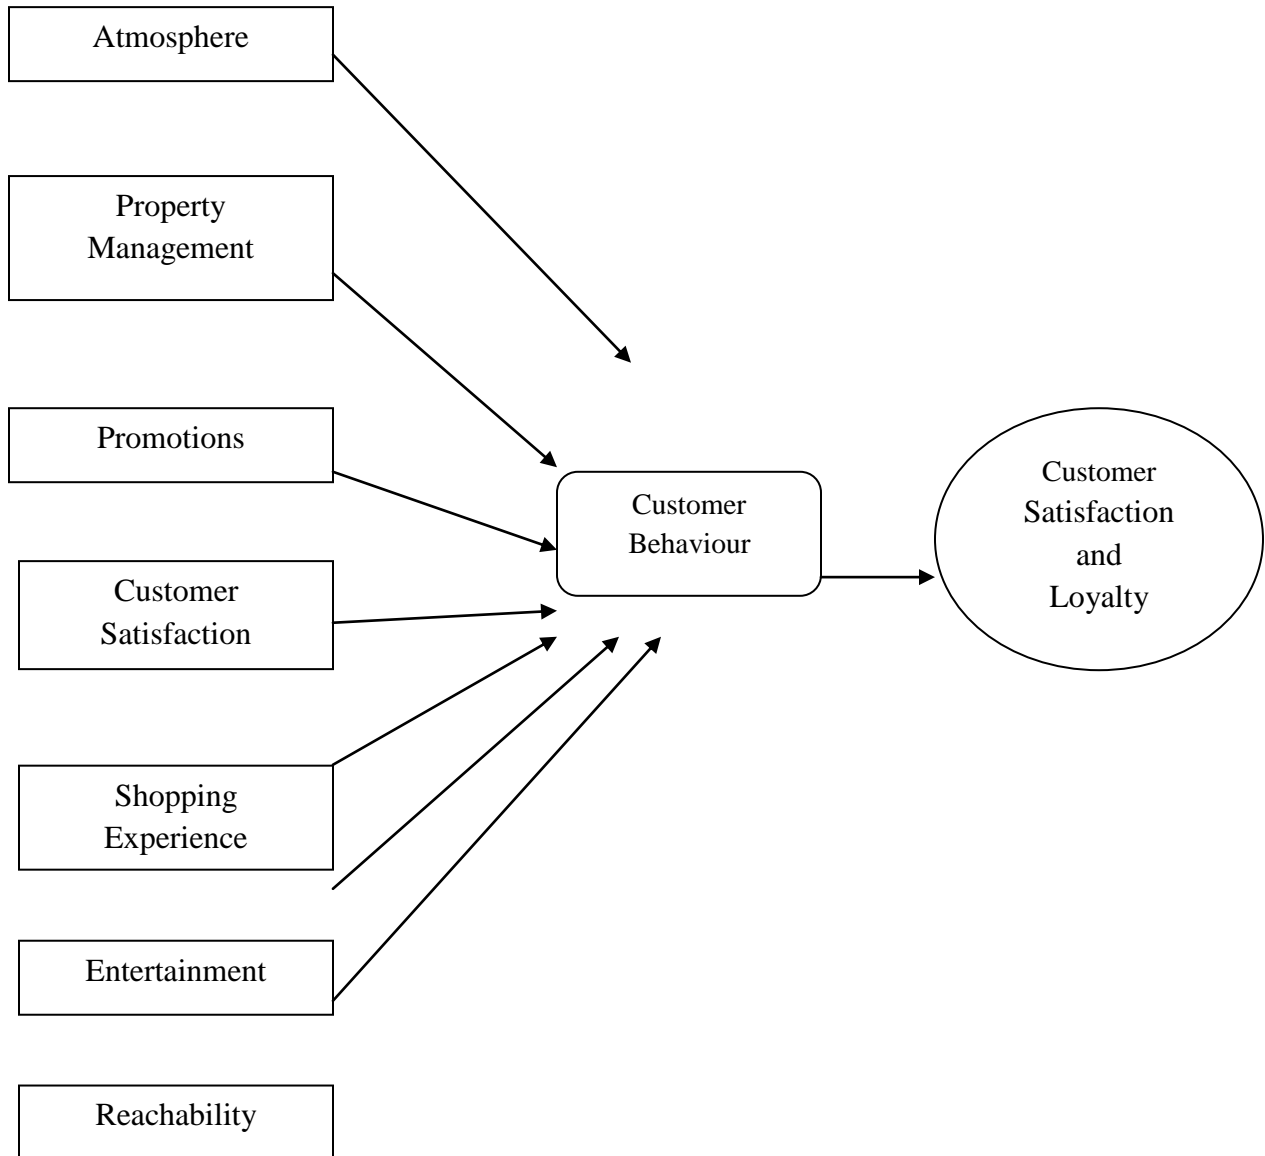 Atmosphere
Property
Management
Promotions
Customer
Satisfaction
Shopping
Experience
Entertainment
Reachability
Customer
Behaviour
Customer
Satisfaction
and
Loyalty